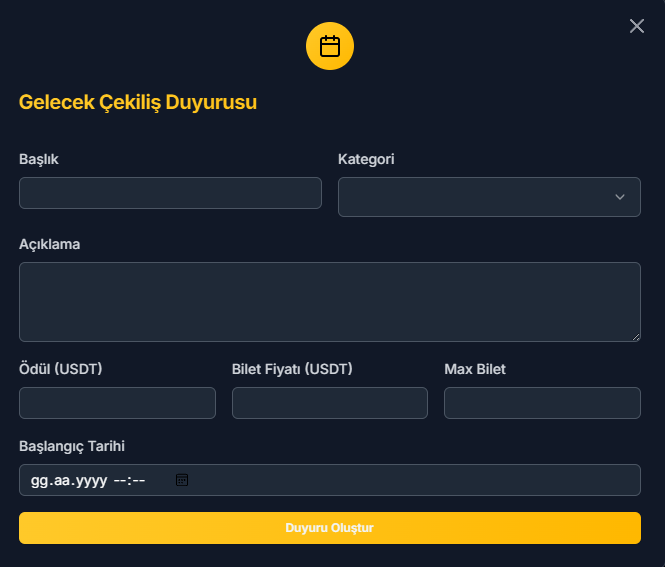 Gelecek Çekiliş Duyurusu
Başlık
Kategori
Açıklama
Ödül (USDT)
Bilet Fiyatı (USDT)
Max Bilet
Başlangıç Tarihi
gg.aa.yyyy --:--
Duyuru Oluştur